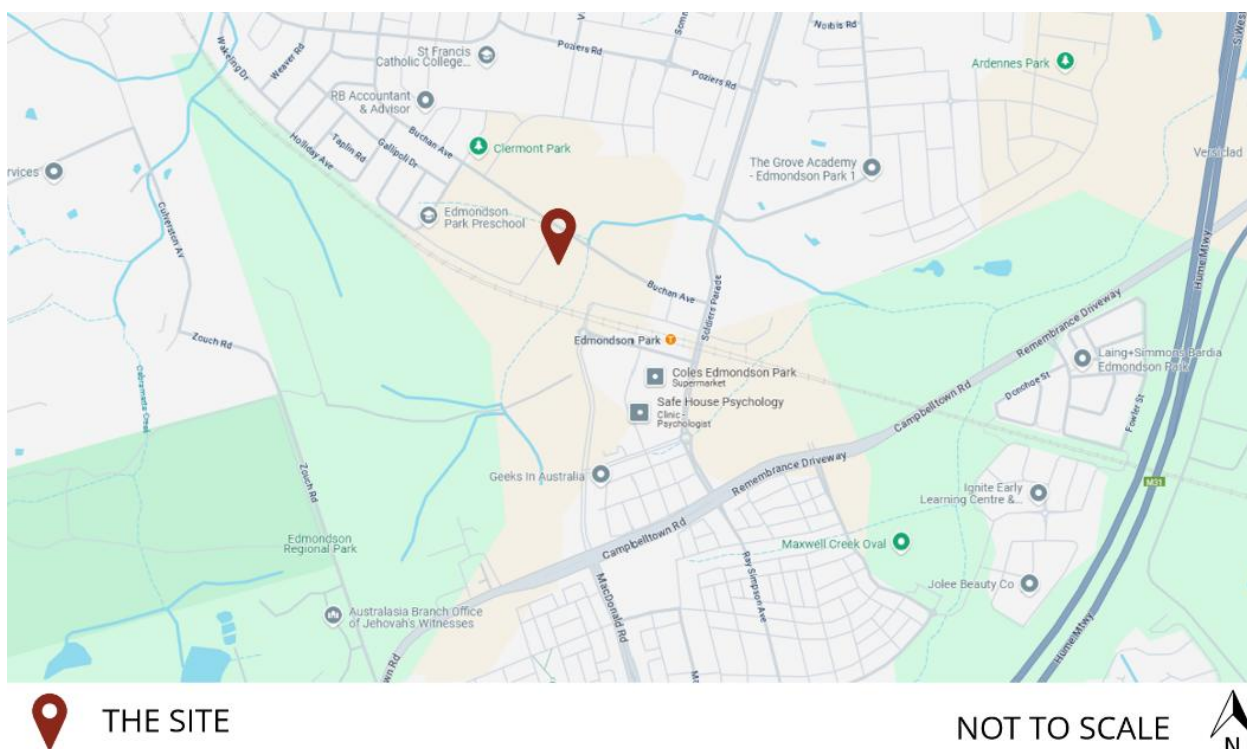 Wakeling Dr
Weaver Rd
St Francis
Catholic College...
Poziers Rd
Poziers Rd
Norbis Rd
Ardennes Park
RB Accountant
& Advisor
Buchan Ave
Clermont Park
Holliday Ave
Taplin Rd
Gallipoli Dr
The Grove Academy
- Edmondson Park 1
Edmondson
Park Preschool
Culverston Av
Buchan Ave
Soldiers Parade
Hume Mtwy
Remembrance Driveway
Edmondson Park
T
Zouch Rd
Coles Edmondson Park
Supermarket
Safe House Psychology
Clinic -
Psychologist
Laing+Simmons Bardia
Edmondson Park
Donohoe St
Fowler St
Campbelltown Rd
Cabramatta Creek
Geeks In Australia
Remembrance Driveway
M31
Zouch Rd
Ignite Early
Learning Centre &...
Edmondson
Regional Park
Campbelltown Rd
Maxwell Creek Oval
Ray Simpson Ave
MacDonald Rd
Jolee Beauty Co
Australasia Branch Office
of Jehovah's Witnesses
Hume Mtwy
THE SITE
NOT TO SCALE
N